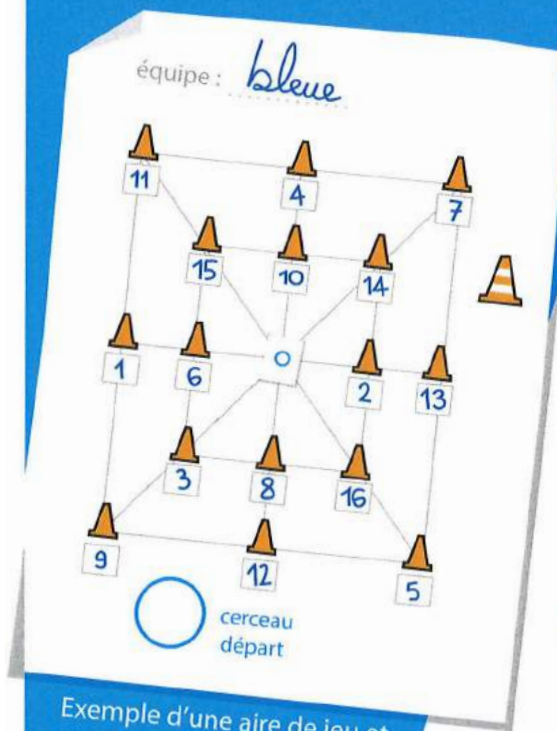 équipe : bleue
11 4 7
15 10 14
1 6 2 13
3 8 16
9 12 5
cerceau
départ
Exemple d'une aire de jeu et